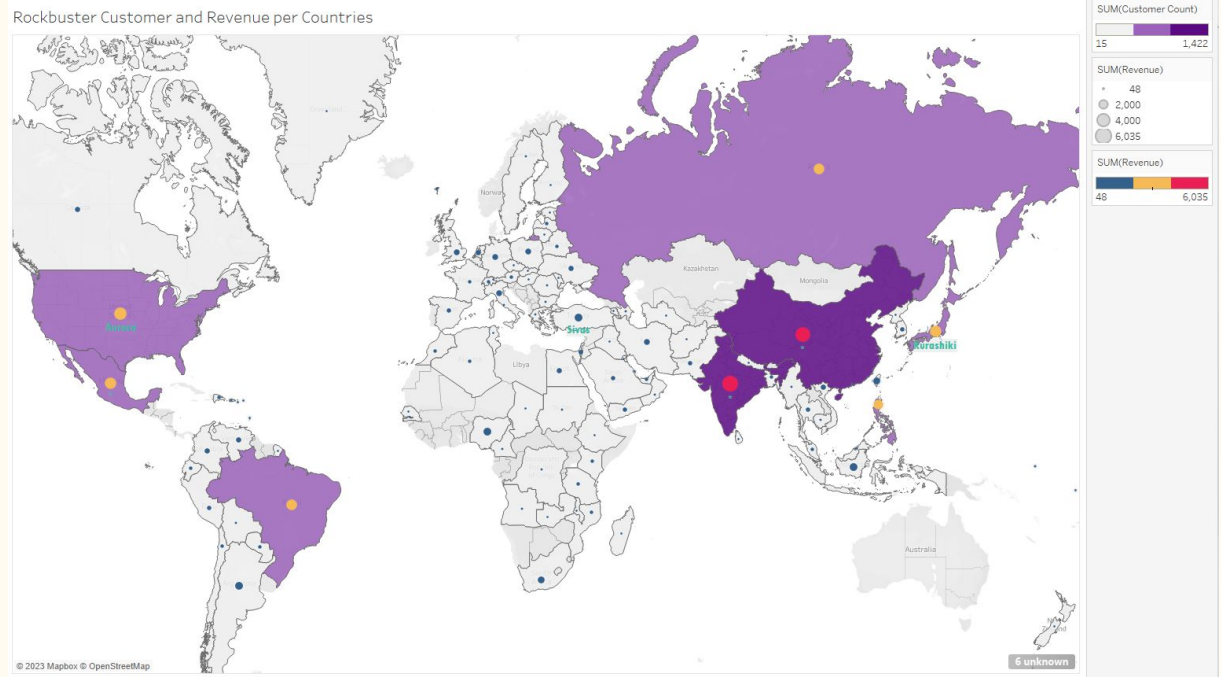 Rockbuster Customer and Revenue per Countries
SUM(Customer Count)
15 1,422
SUM(Revenue)
48
2,000
4,000
6,035
SUM(Revenue)
48 6,035
Norway
Kazakhstan
Mongolia
Sivas
Kurashiki
Libya
Australia
© 2023 Mapbox © OpenStreetMap
6 unknown